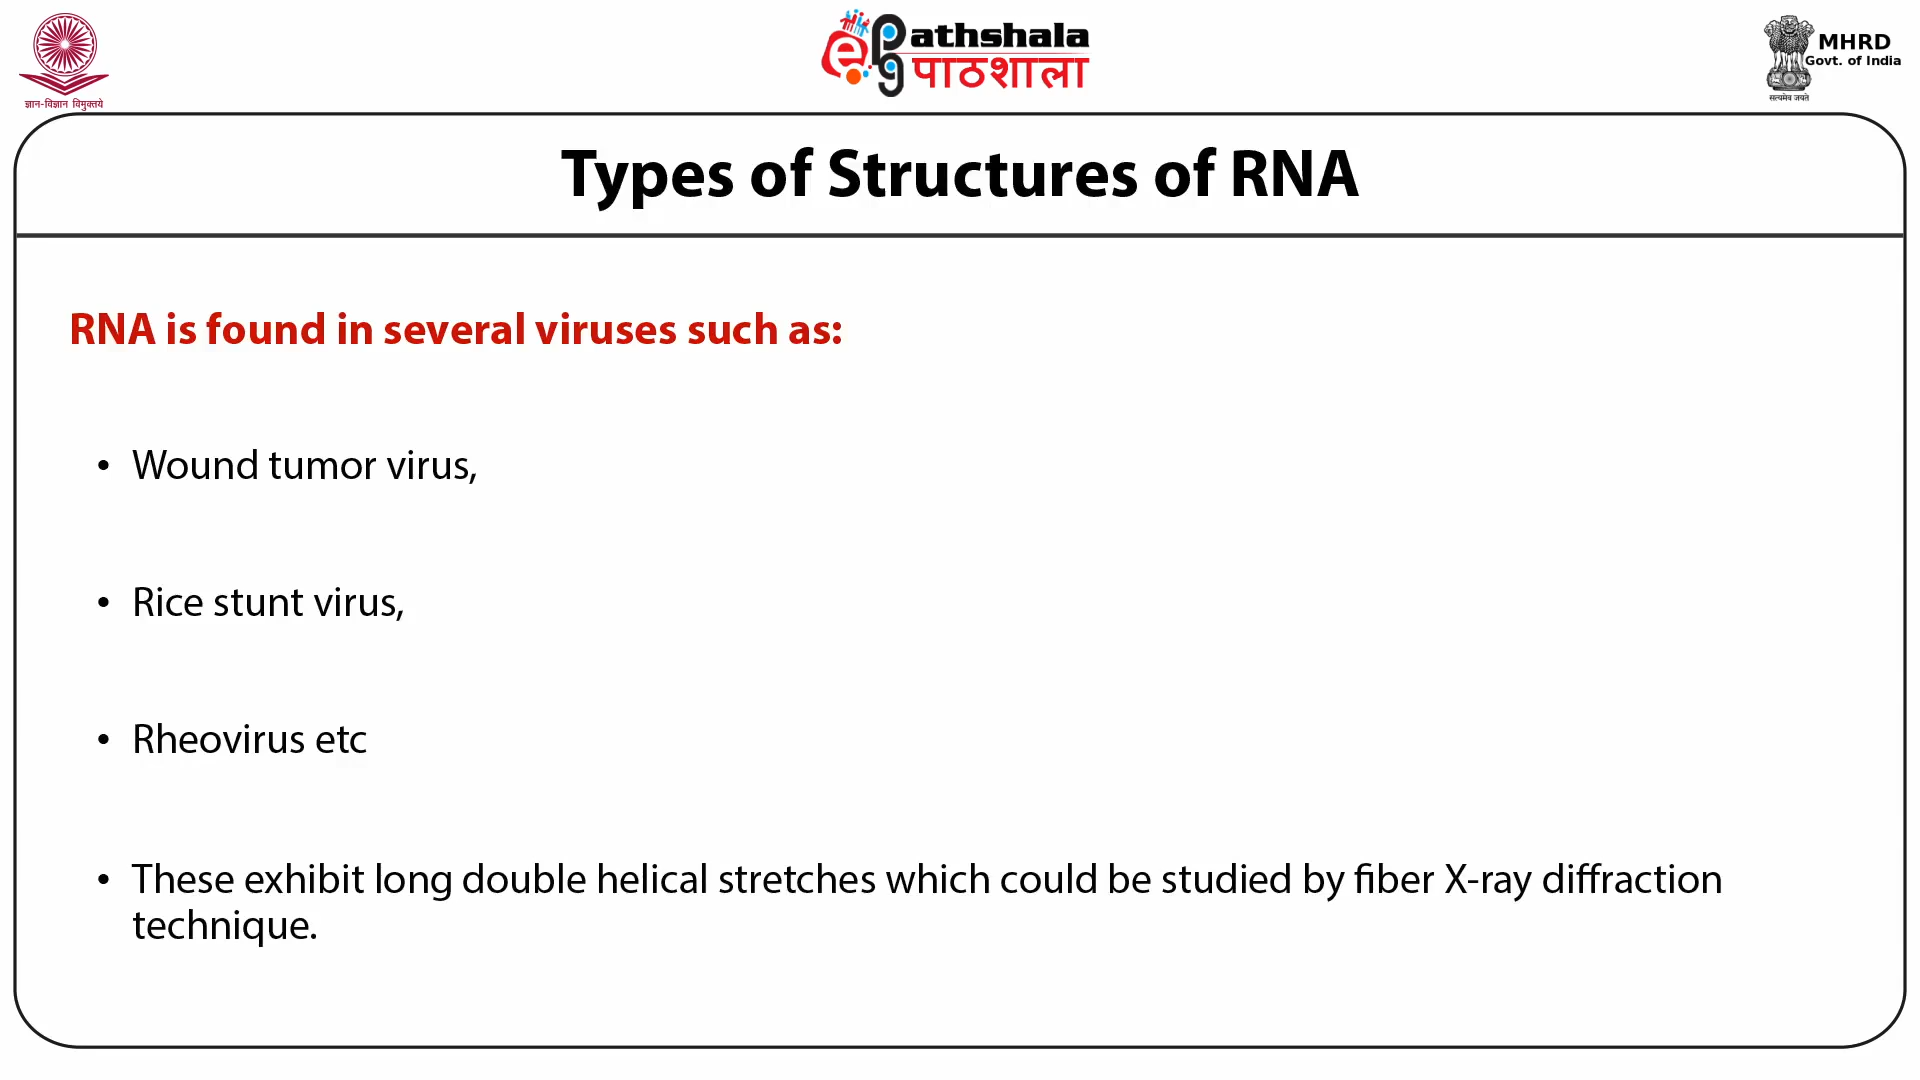 ज्ञान-विज्ञान विमुक्तये
e Pg Pathshala
पाठशाला
MHRD
Govt. of India
सत्यमेव जयते
Types of Structures of RNA
RNA is found in several viruses such as:
• Wound tumor virus,
• Rice stunt virus,
• Rheovirus etc
• These exhibit long double helical stretches which could be studied by fiber X-ray diffraction
technique.